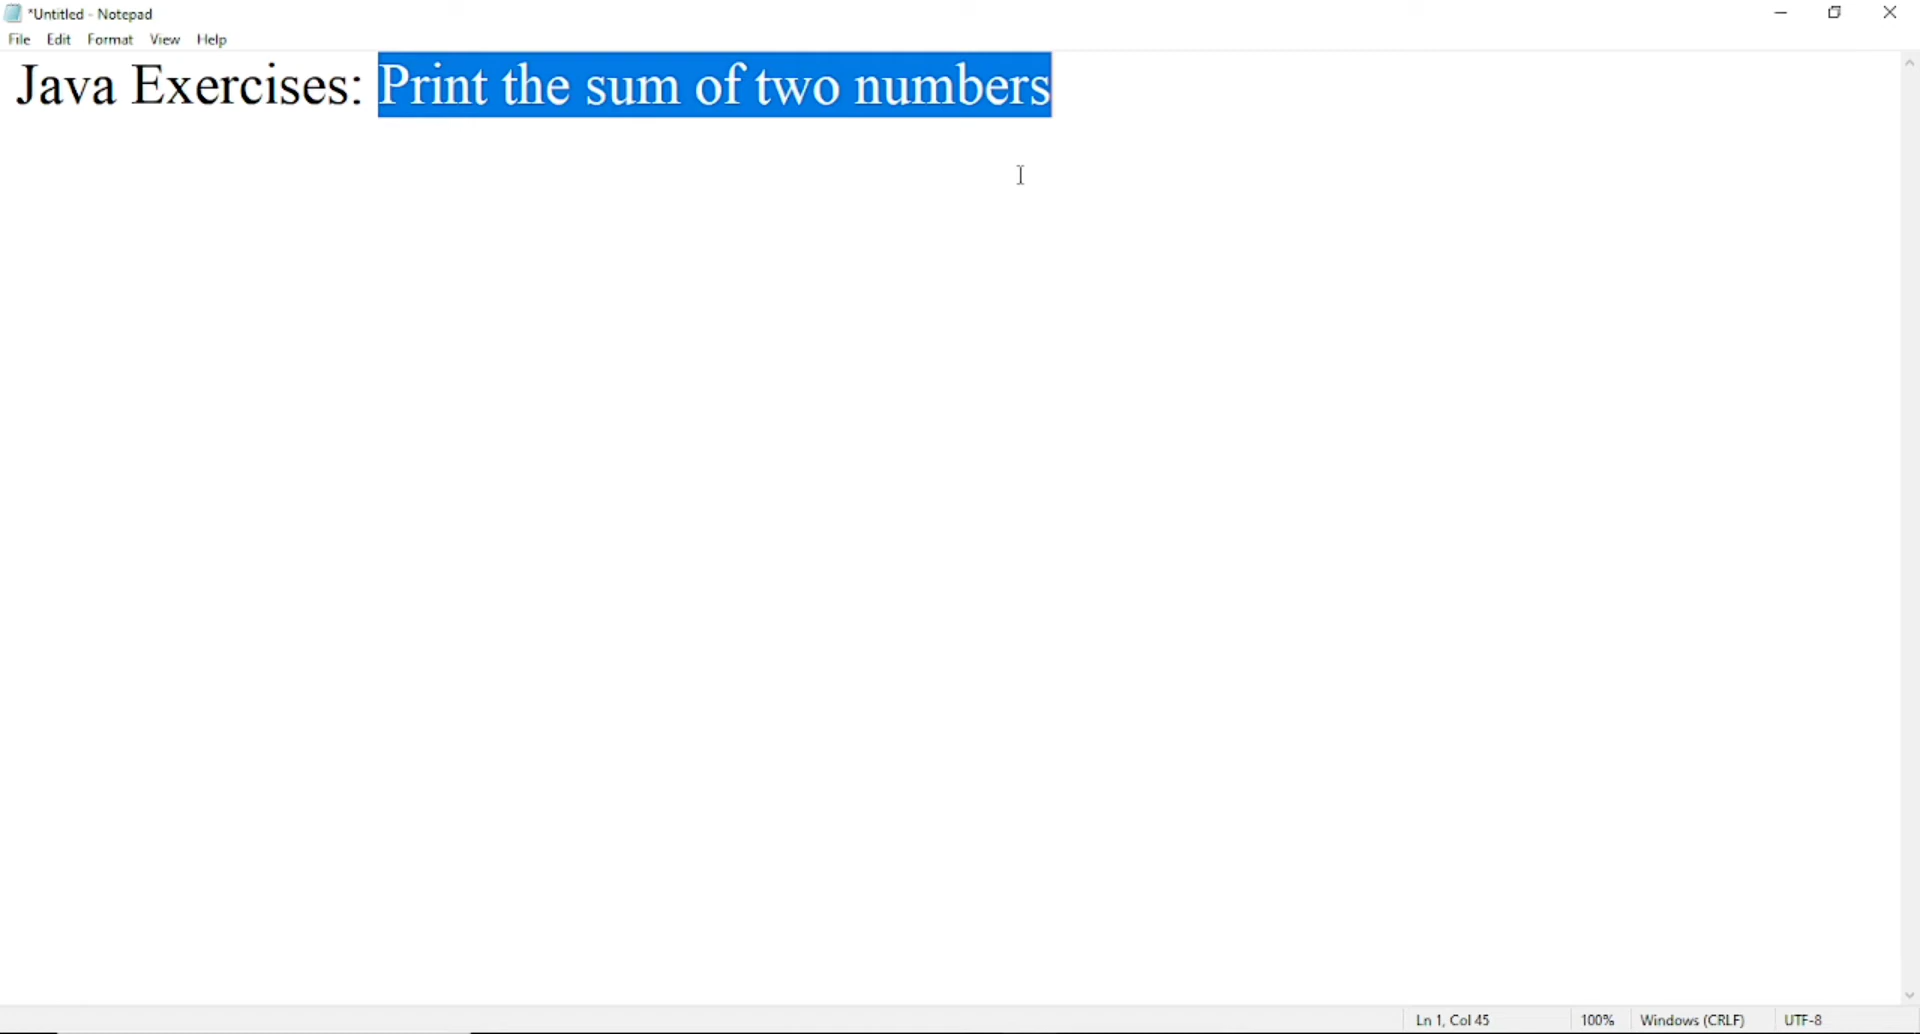 *Untitled - Notepad
File Edit Format View Help
Java Exercises: Print the sum of two numbers
Ln 1, Col 45 100% Windows (CRLF) UTF-8